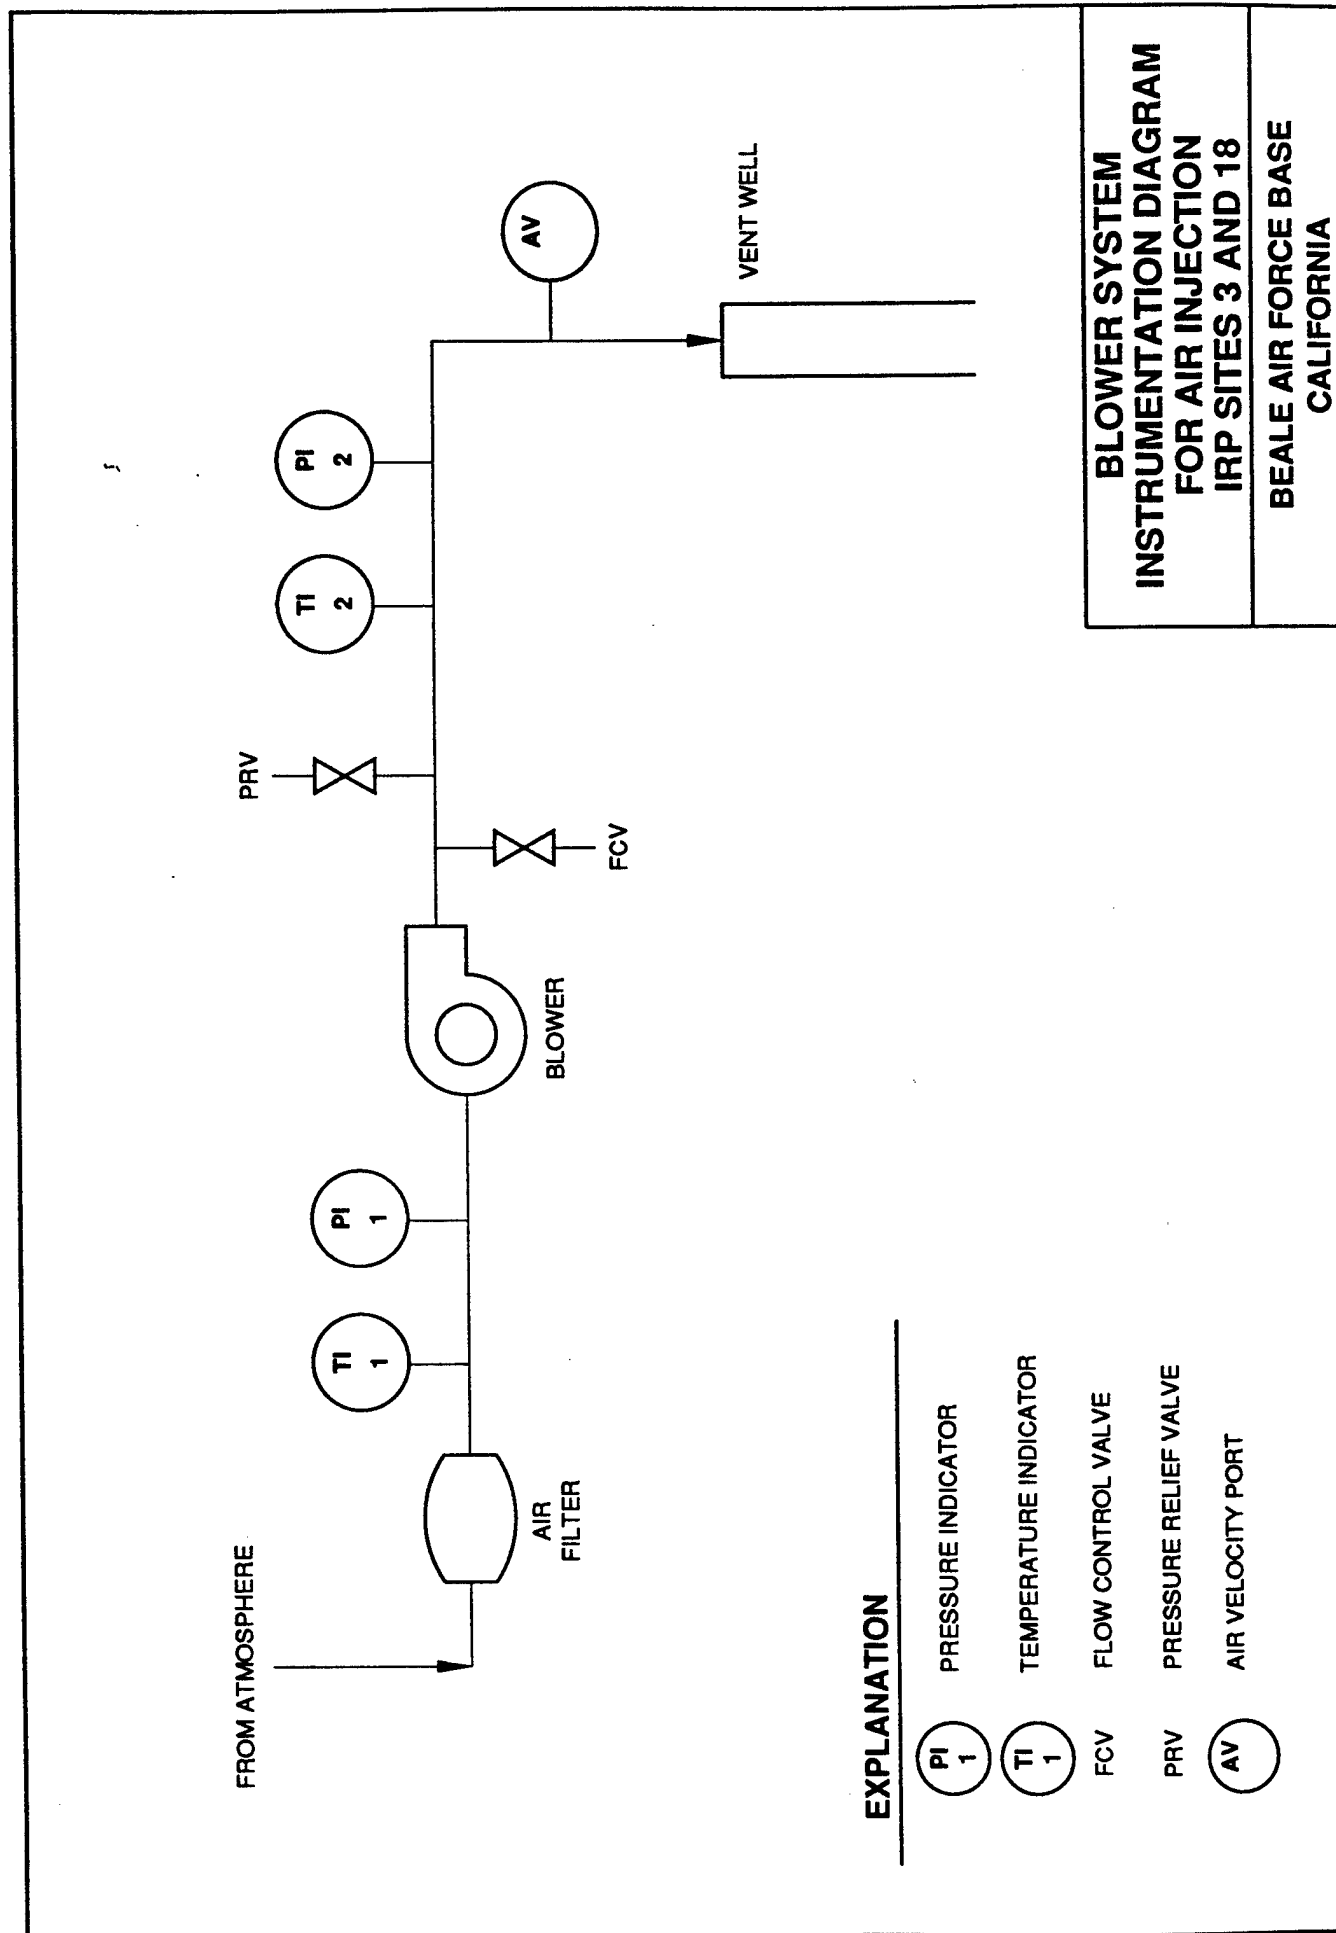 FROM ATMOSPHERE
AIR
FILTER
TI
1
PI
1
BLOWER
FCV
PRV
TI
2
PI
2
AV
VENT WELL
EXPLANATION
PI
1
PRESSURE INDICATOR
TI
1
TEMPERATURE INDICATOR
FCV FLOW CONTROL VALVE
PRV PRESSURE RELIEF VALVE
AV AIR VELOCITY PORT
BLOWER SYSTEM
INSTRUMENTATION DIAGRAM
FOR AIR INJECTION
IRP SITES 3 AND 18
BEALE AIR FORCE BASE
CALIFORNIA